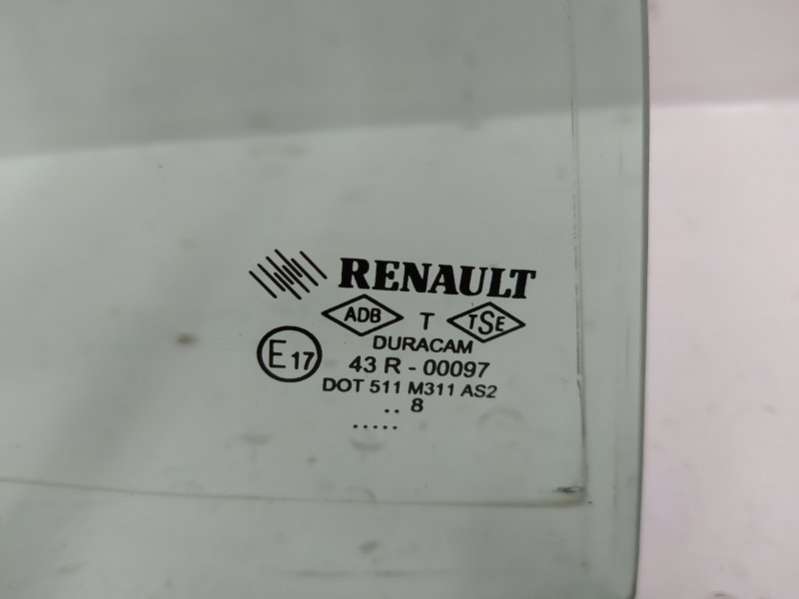 RENAULT
ADB T TSE
DURACAM
E17 43 R - 00097
DOT 511 M311 AS2
.. 8
.....